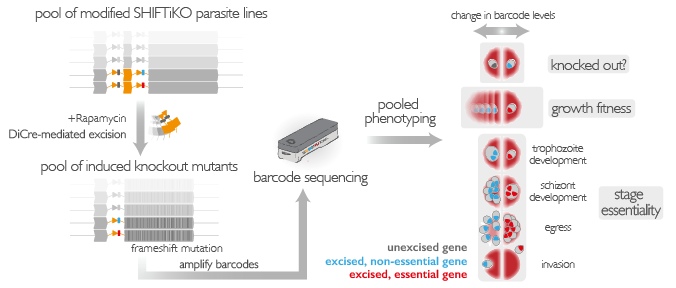 pool of modified SHIFTiKO parasite lines
+Rapamycin
DiCre-mediated excision
pool of induced knockout mutants
frameshift mutation
amplify barcodes
barcode sequencing
pooled
phenotyping
change in barcode levels
knocked out?
growth fitness
trophozoite
development
schizont
development
egress
invasion
stage
essentiality
unexcised gene
excised, non-essential gene
excised, essential gene